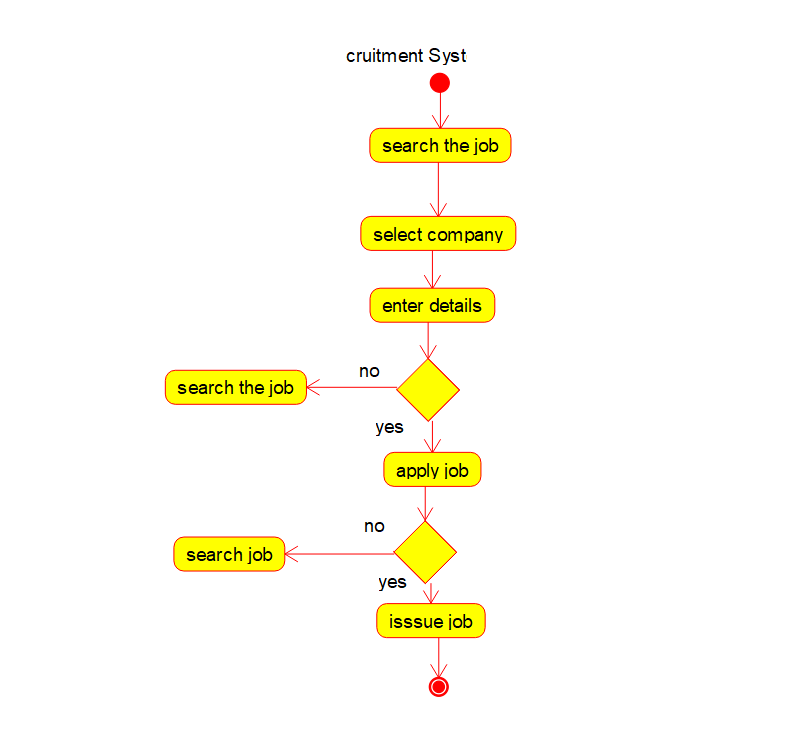 cruitment Syst
search the job
select company
enter details
no
search the job
yes
apply job
no
search job
yes
isssue job